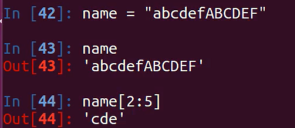 In [42]: name = "abcdefABCDEF"
In [43]: name
Out[43]: 'abcdefABCDEF'
In [44]: name[2:5]
Out[44]: 'cde'